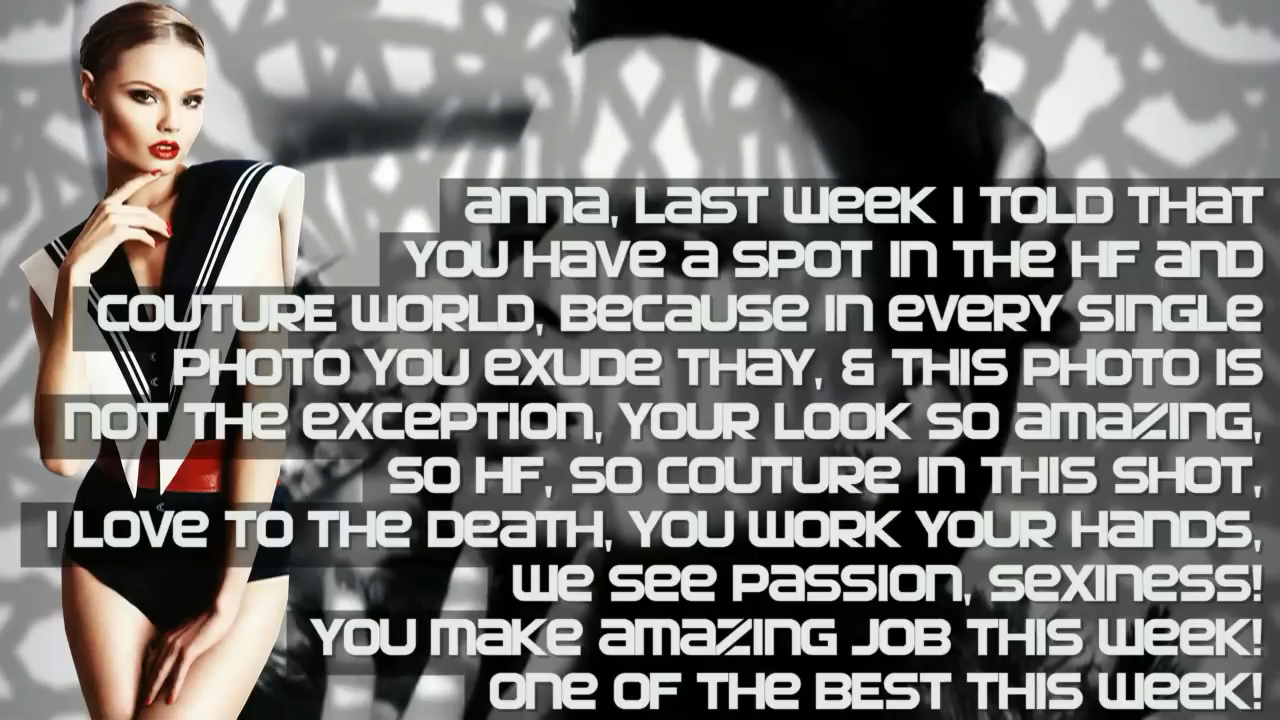 ANNA, LAST WEEK I TOLD THAT
YOU HAVE A SPOT IN THE HF AND
COUTURE WORLD, BECAUSE IN EVERY SINGLE
PHOTO YOU EXUDE THAY, & THIS PHOTO IS
NOT THE EXCEPTION, YOUR LOOK SO AMAZING,
SO HF, SO COUTURE IN THIS SHOT,
I LOVE TO THE DEATH, YOU WORK YOUR HANDS,
WE SEE PASSION, SEXINESS!
YOU MAKE AMAZING JOB THIS WEEK!
ONE OF THE BEST THIS WEEK!